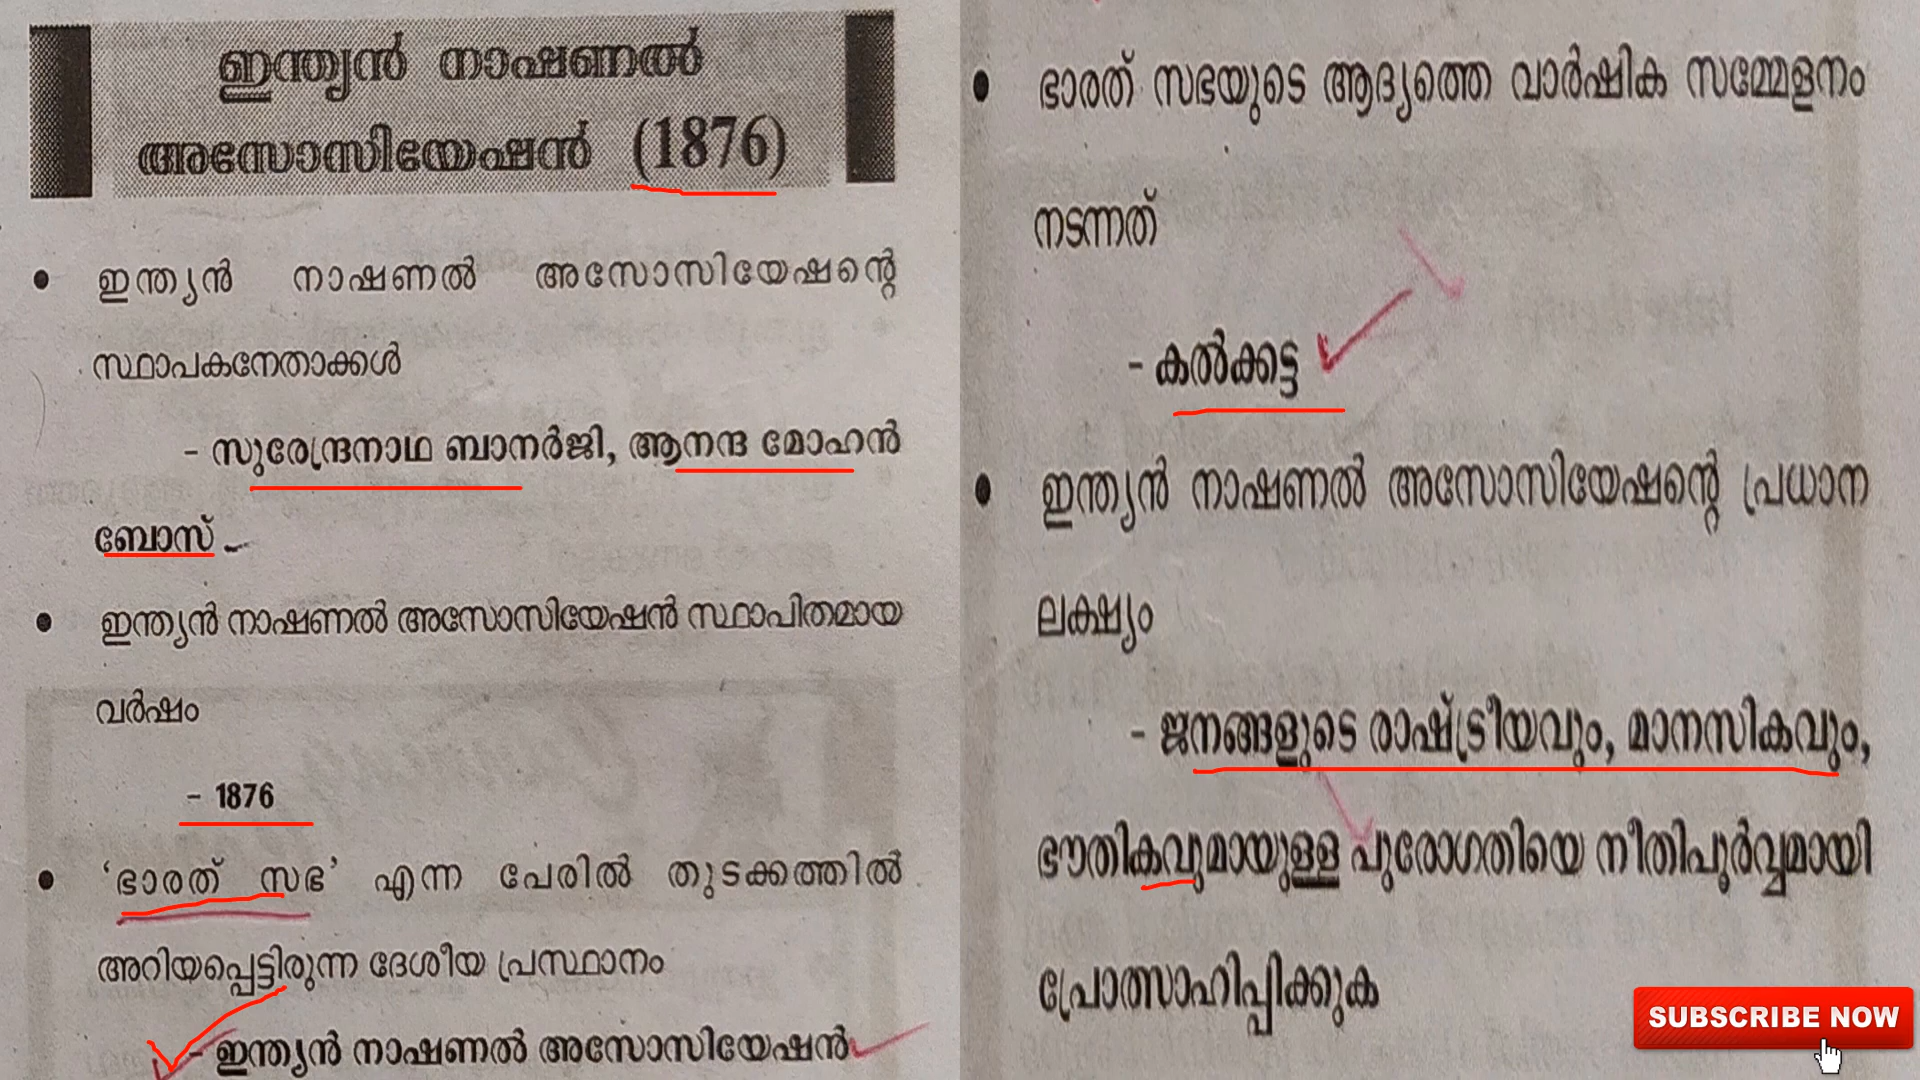 ഇന്ത്യൻ നാഷണൽ
അസോസിയേഷൻ (1876)
• ഇന്ത്യൻ നാഷണൽ അസോസിയേഷന്റെ
സ്ഥാപകനേതാക്കൾ
- സുരേന്ദ്രനാഥ ബാനർജി, ആനന്ദ മോഹൻ
ബോസ്
• ഇന്ത്യൻ നാഷണൽ അസോസിയേഷൻ സ്ഥാപിതമായ
വർഷം
- 1876
• ‘ഭാരത് സഭ’ എന്ന പേരിൽ തുടക്കത്തിൽ
അറിയപ്പെട്ടിരുന്ന ദേശീയ പ്രസ്ഥാനം
- ഇന്ത്യൻ നാഷണൽ അസോസിയേഷൻ
• ഭാരത് സഭയുടെ ആദ്യത്തെ വാർഷിക സമ്മേളനം
നടന്നത്
- കൽക്കട്ട
• ഇന്ത്യൻ നാഷണൽ അസോസിയേഷന്റെ പ്രധാന
ലക്ഷ്യം
- ജനങ്ങളുടെ രാഷ്ട്രീയവും, മാനസികവും,
ഭൗതികവുമായുള്ള പുരോഗതിയെ നീതിപൂർവ്വമായി
പ്രോത്സാഹിപ്പിക്കുക
SUBSCRIBE NOW